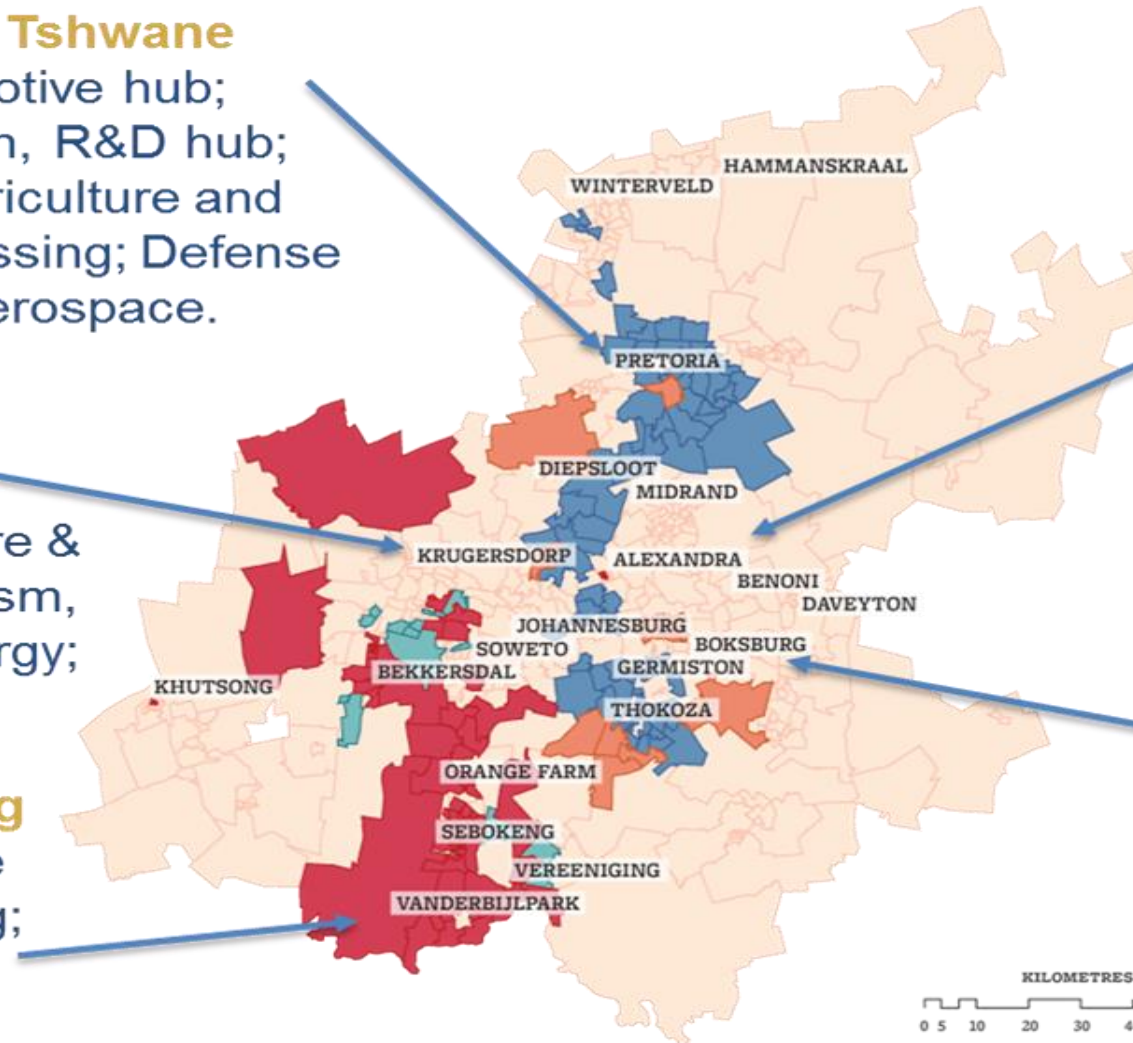 Tshwane
otive hub;
n, R&D hub;
riculture and
ssing; Defense
erospace.
re &
sm,
rgy;
g
e
g;
HAMMANSKRAAL
WINTERVELD
PRETORIA
DIEPSLOOT
MIDRAND
KRUGERSDORP
ALEXANDRA
BENONI
DAVEYTON
JOHANNESBURG
SOWETO
BOKSBURG
GERMISTON
BEKKERSDAL
KHUTSONG
THOKOZA
ORANGE FARM
SEBOKENG
VEREENIGING
VANDERBIJLPARK
KILOMETRES
0 5 10 20 30 4